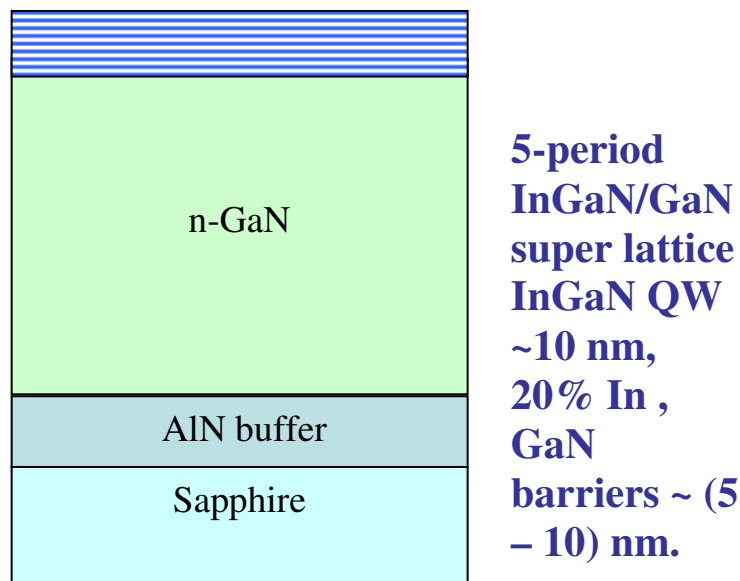 n-GaN
AlN buffer
Sapphire
5-period
InGaN/GaN
super lattice
InGaN QW
~10 nm,
20% In ,
GaN
barriers ~ (5
– 10) nm.